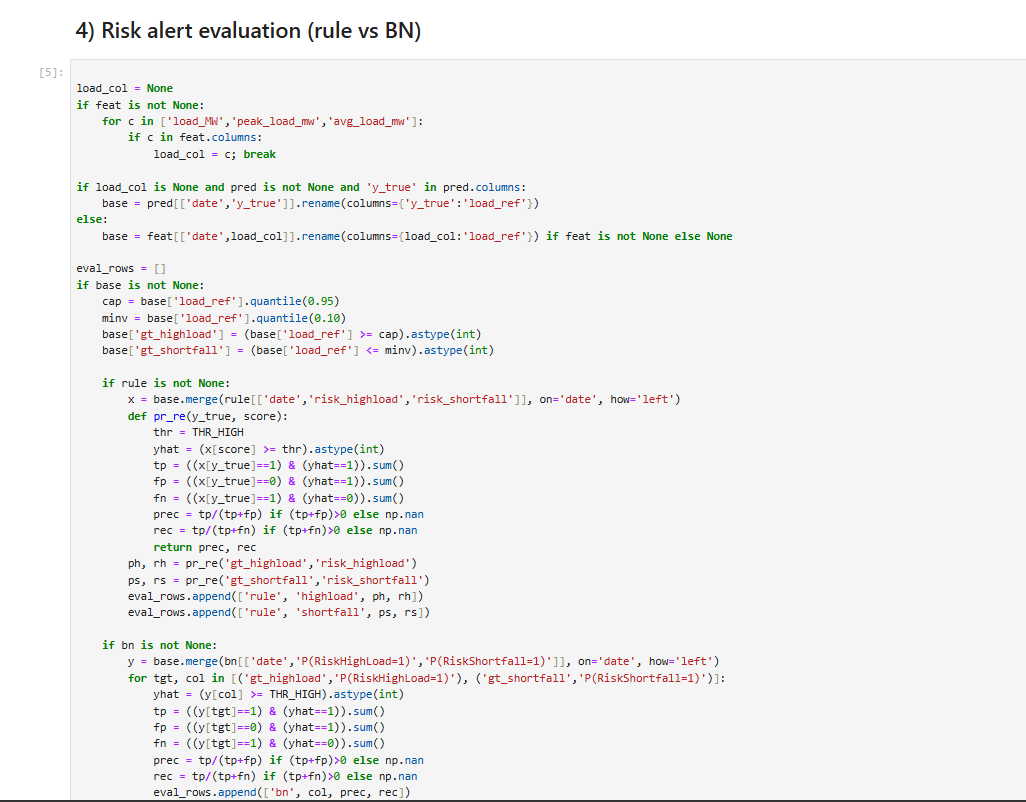 4) Risk alert evaluation (rule vs BN)
[5]:
load_col = None
if feat is not None:
    for c in ['load_MW','peak_load_mw','avg_load_mw']:
        if c in feat.columns:
            load_col = c; break

if load_col is None and pred is not None and 'y_true' in pred.columns:
    base = pred[['date','y_true']].rename(columns={'y_true':'load_ref'})
else:
    base = feat[['date',load_col]].rename(columns={load_col:'load_ref'}) if feat is not None else None

eval_rows = []
if base is not None:
    cap = base['load_ref'].quantile(0.95)
    minv = base['load_ref'].quantile(0.10)
    base['gt_highload'] = (base['load_ref'] >= cap).astype(int)
    base['gt_shortfall'] = (base['load_ref'] <= minv).astype(int)

    if rule is not None:
        x = base.merge(rule[['date','risk_highload','risk_shortfall']], on='date', how='left')
        def pr_re(y_true, score):
            thr = THR_HIGH
            yhat = (x[score] >= thr).astype(int)
            tp = ((x[y_true]==1) & (yhat==1)).sum()
            fp = ((x[y_true]==0) & (yhat==1)).sum()
            fn = ((x[y_true]==1) & (yhat==0)).sum()
            prec = tp/(tp+fp) if (tp+fp)>0 else np.nan
            rec = tp/(tp+fn) if (tp+fn)>0 else np.nan
            return prec, rec
        ph, rh = pr_re('gt_highload','risk_highload')
        ps, rs = pr_re('gt_shortfall','risk_shortfall')
        eval_rows.append(['rule', 'highload', ph, rh])
        eval_rows.append(['rule', 'shortfall', ps, rs])

    if bn is not None:
        y = base.merge(bn[['date','P(RiskHighLoad=1)','P(RiskShortfall=1)']], on='date', how='left')
        for tgt, col in [('gt_highload','P(RiskHighLoad=1)'), ('gt_shortfall','P(RiskShortfall=1)')]:
            yhat = (y[col] >= THR_HIGH).astype(int)
            tp = ((y[tgt]==1) & (yhat==1)).sum()
            fp = ((y[tgt]==0) & (yhat==1)).sum()
            fn = ((y[tgt]==1) & (yhat==0)).sum()
            prec = tp/(tp+fp) if (tp+fp)>0 else np.nan
            rec = tp/(tp+fn) if (tp+fn)>0 else np.nan
            eval_rows.append(['bn', col, prec, rec])